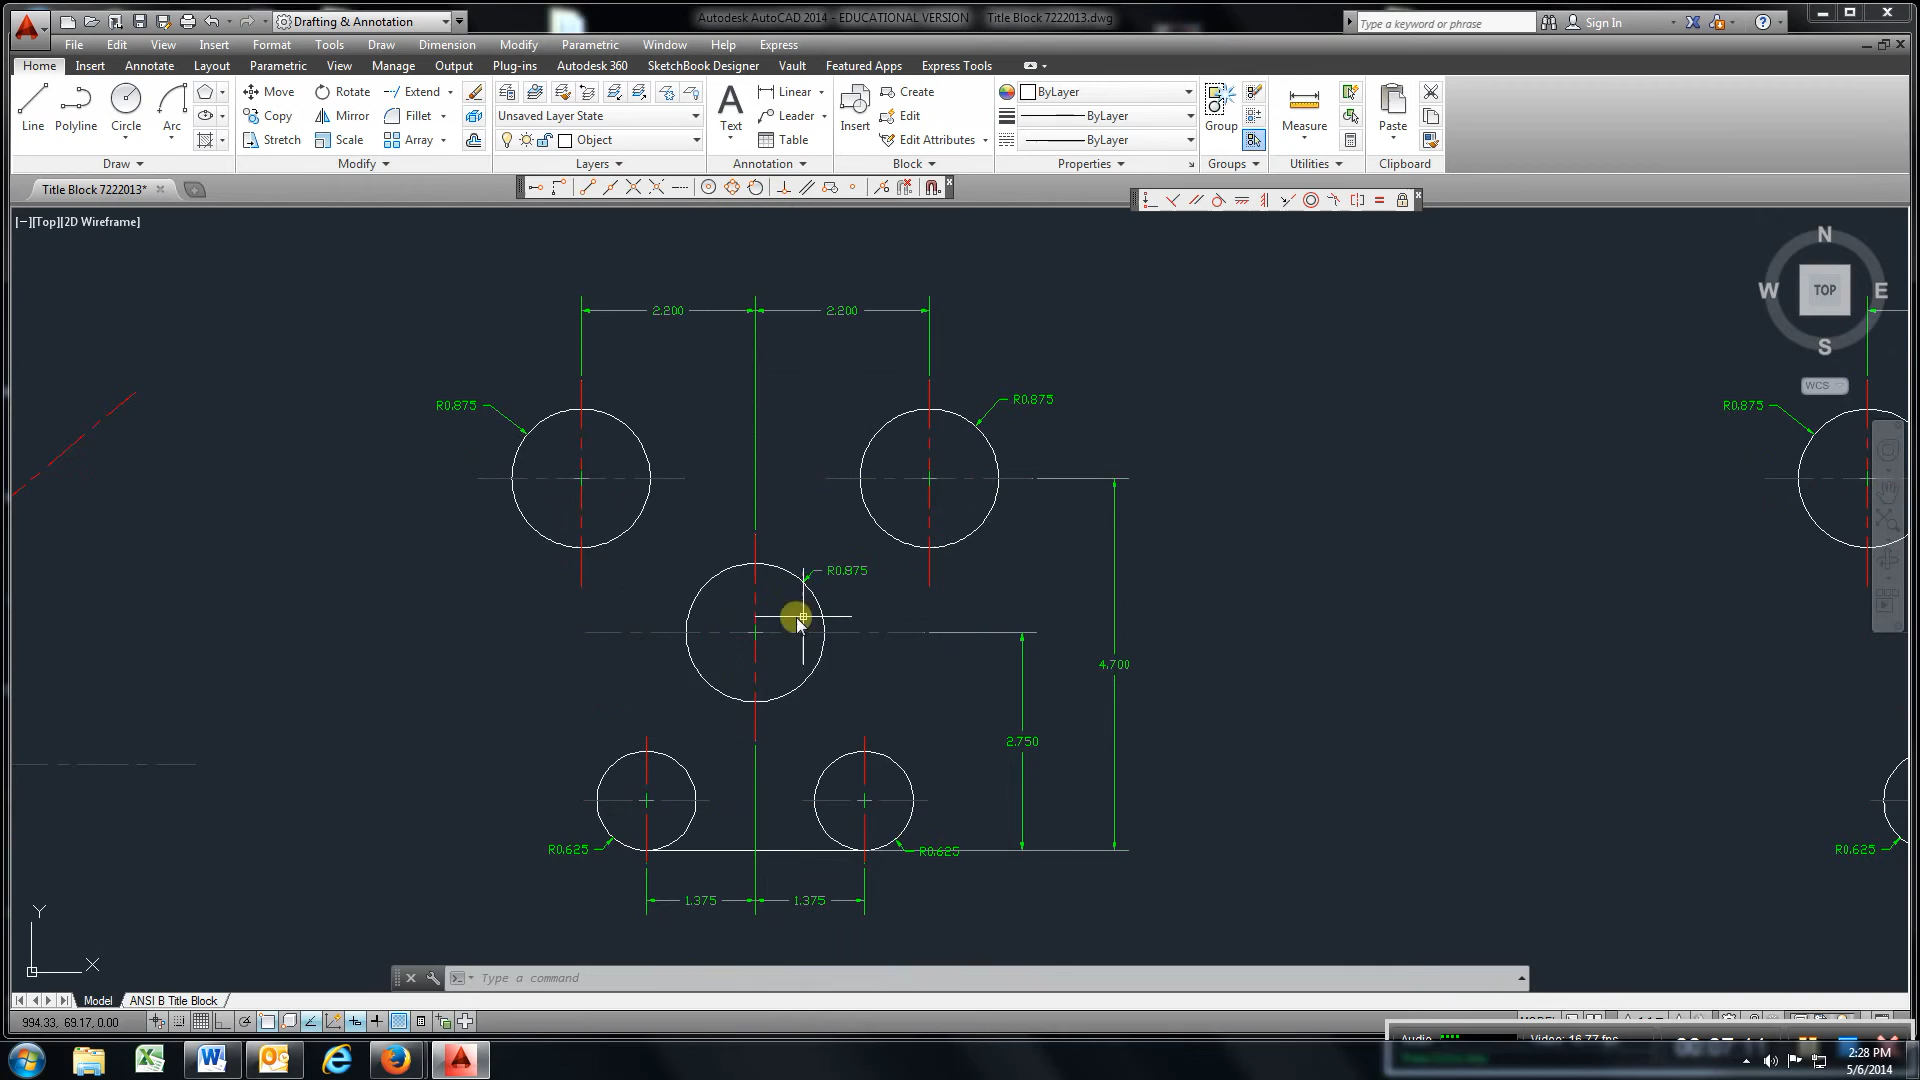 Drafting & Annotation
Autodesk AutoCAD 2014 - EDUCATIONAL VERSION Title Block 7222013.dwg
Type a keyword or phrase
Sign In
File Edit View Insert Format Tools Draw Dimension Modify Parametric Window Help Express
Home Insert Annotate Layout Parametric View Manage Output Plug-ins Autodesk 360 SketchBook Designer Vault Featured Apps Express Tools
Move Rotate Extend
Linear Create ByLayer
Copy Mirror Fillet Unsaved Layer State Leader Edit ByLayer
Line Polyline Circle Arc Text Insert Group Measure Paste
Stretch Scale Array Object Table Edit Attributes ByLayer
Draw Modify Layers Annotation Block Properties Groups Utilities Clipboard
Title Block 7222013*
[−][Top][2D Wireframe]
N
W TOP E
S
WCS
2.200 2.200
R0.875 R0.875 R0.875
R0.875
4.700
2.750
R0.625 R0.625 R0.625
1.375 1.375
Y
X
Type a command
Model ANSI B Title Block
994.33, 69.17, 0.00
2:28 PM
5/6/2014